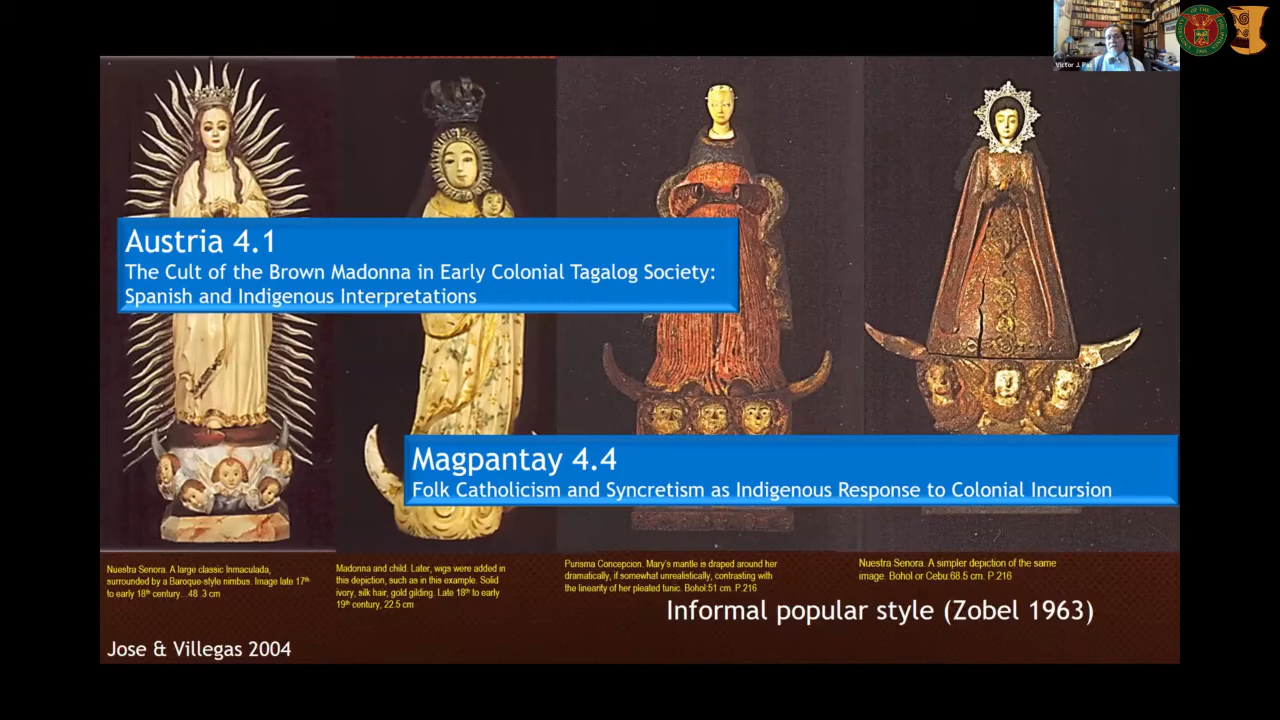 Victor J. Paz
Austria 4.1
The Cult of the Brown Madonna in Early Colonial Tagalog Society:
Spanish and Indigenous Interpretations
Magpantay 4.4
Folk Catholicism and Syncretism as Indigenous Response to Colonial Incursion
Nuestra Senora. A large classic Inmaculada,
surrounded by a Baroque-style nimbus. Image late 17th
to early 18th century...48 .3 cm
Madonna and child. Later, wigs were added in
this depiction, such as in this example. Solid
ivory, silk hair, gold gilding. Late 18th to early
19th century, 22.5 cm
Purisma Concepcion. Mary's mantle is draped around her
dramatically, if somewhat unrealistically, contrasting with
the linearity of her pleated tunic. Bohol:51 cm. P.216
Nuestra Senora. A simpler depiction of the same
image. Bohol or Cebu:68.5 cm. P.216
Informal popular style (Zobel 1963)
Jose & Villegas 2004